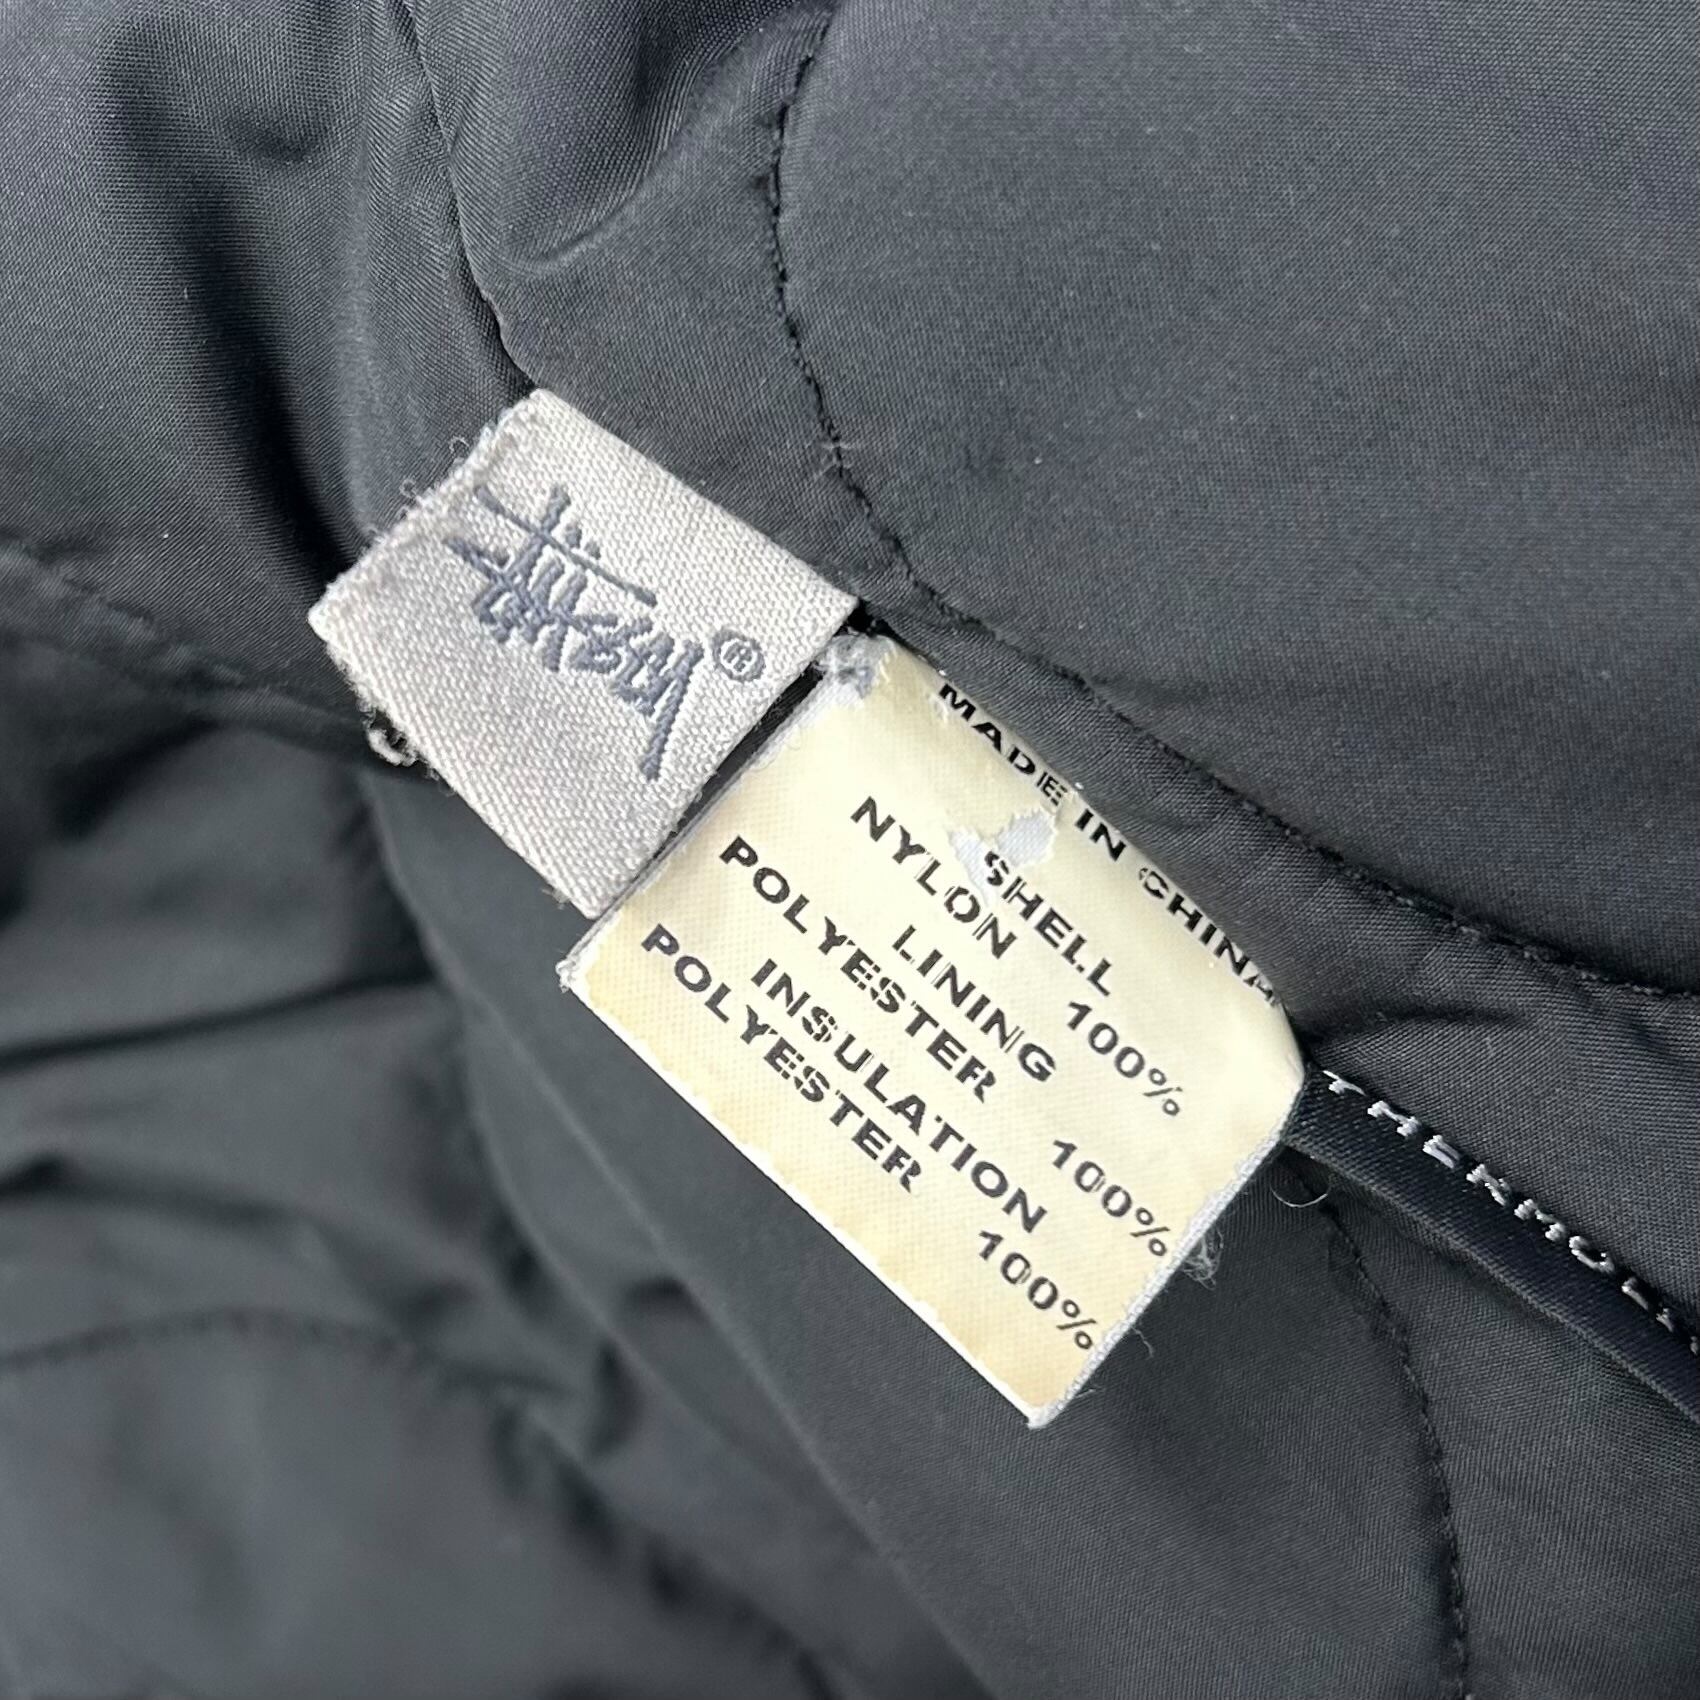 Stüssy ®
MADE IN CHINA
SHELL
NYLON 100%
LINING
POLYESTER 100%
INSULATION
POLYESTER 100%